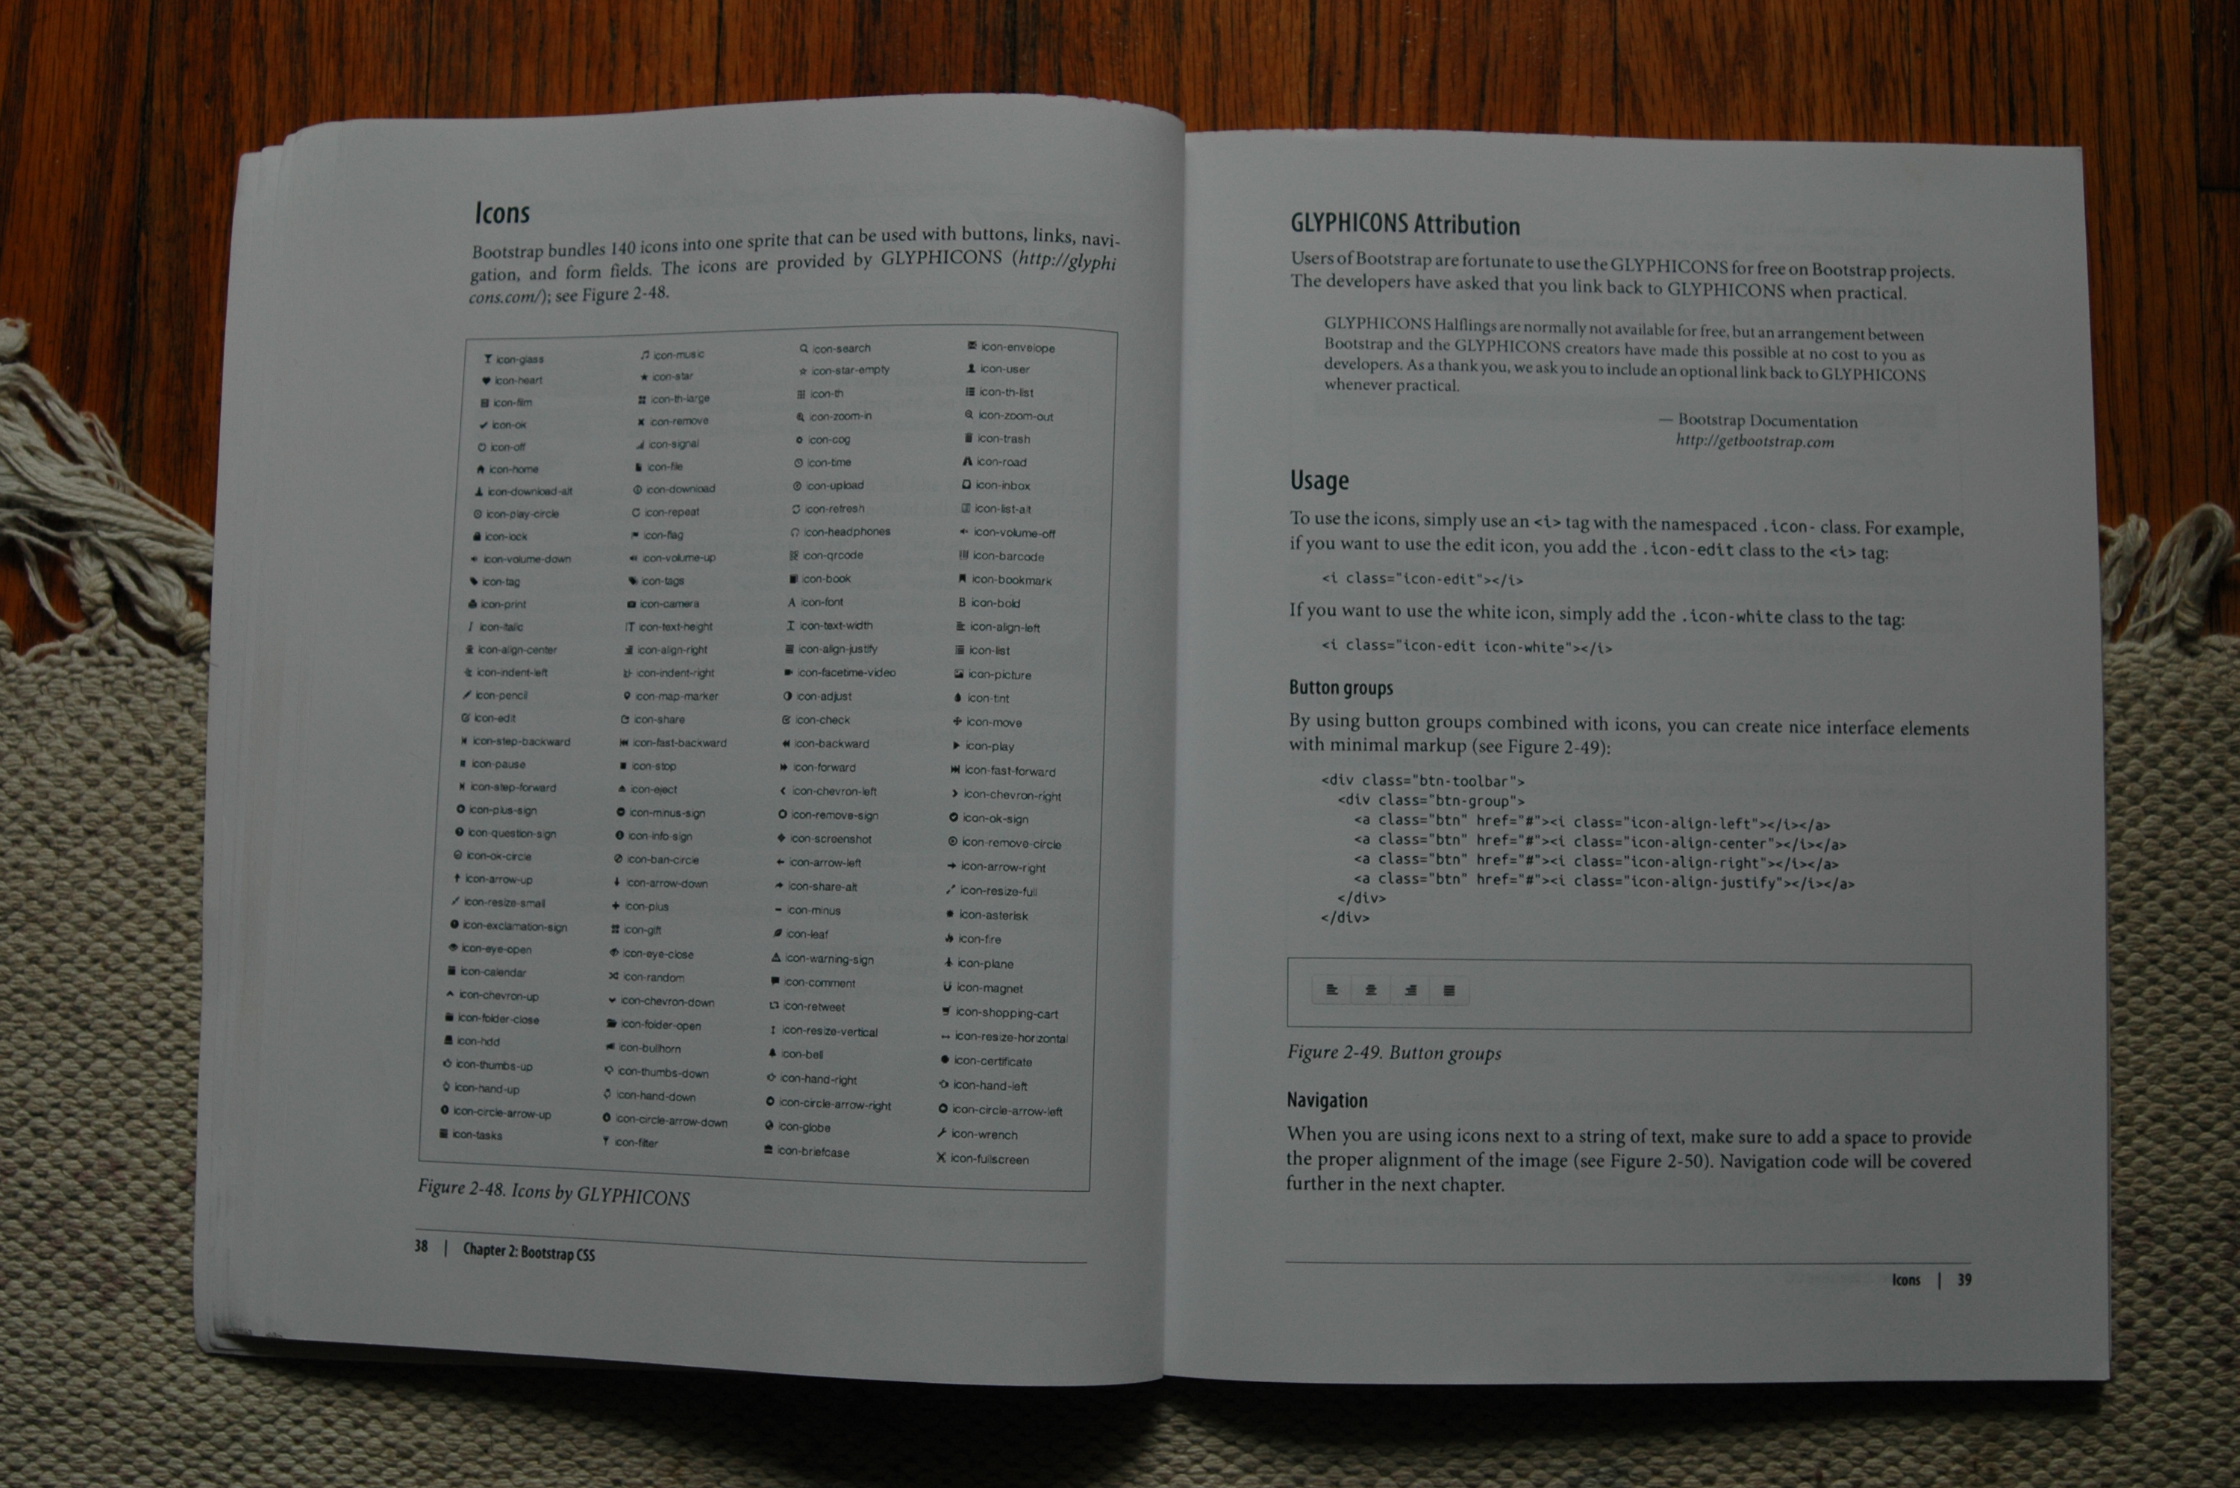 Icons
Bootstrap bundles 140 icons into one sprite that can be used with buttons, links, navi-
gation, and form fields. The icons are provided by GLYPHICONS (http://glyphi
cons.com/); see Figure 2-48.
icon-glass icon-music icon-search icon-envelope
icon-heart icon-star icon-star-empty icon-user
icon-film icon-th-large icon-th icon-th-list
icon-ok icon-remove icon-zoom-in icon-zoom-out
icon-off icon-signal icon-cog icon-trash
icon-home icon-file icon-time icon-road
icon-download-alt icon-download icon-upload icon-inbox
icon-play-circle icon-repeat icon-refresh icon-list-alt
icon-lock icon-flag icon-headphones icon-volume-off
icon-volume-down icon-volume-up icon-qrcode icon-barcode
icon-tag icon-tags icon-book icon-bookmark
icon-print icon-camera icon-font icon-bold
icon-italic icon-text-height icon-text-width icon-align-left
icon-align-center icon-align-right icon-align-justify icon-list
icon-indent-left icon-indent-right icon-facetime-video icon-picture
icon-pencil icon-map-marker icon-adjust icon-tint
icon-edit icon-share icon-check icon-move
icon-step-backward icon-fast-backward icon-backward icon-play
icon-pause icon-stop icon-forward icon-fast-forward
icon-step-forward icon-eject icon-chevron-left icon-chevron-right
icon-plus-sign icon-minus-sign icon-remove-sign icon-ok-sign
icon-question-sign icon-info-sign icon-screenshot icon-remove-circle
icon-ok-circle icon-ban-circle icon-arrow-left icon-arrow-right
icon-arrow-up icon-arrow-down icon-share-alt icon-resize-full
icon-resize-small icon-plus icon-minus icon-asterisk
icon-exclamation-sign icon-gift icon-leaf icon-fire
icon-eye-open icon-eye-close icon-warning-sign icon-plane
icon-calendar icon-random icon-comment icon-magnet
icon-chevron-up icon-chevron-down icon-retweet icon-shopping-cart
icon-folder-close icon-folder-open icon-resize-vertical icon-resize-horizontal
icon-hdd icon-bullhorn icon-bell icon-certificate
icon-thumbs-up icon-thumbs-down icon-hand-right icon-hand-left
icon-hand-up icon-hand-down icon-circle-arrow-right icon-circle-arrow-left
icon-circle-arrow-up icon-circle-arrow-down icon-globe icon-wrench
icon-tasks icon-filter icon-briefcase icon-fullscreen
Figure 2-48. Icons by GLYPHICONS
38 | Chapter 2: Bootstrap CSS
GLYPHICONS Attribution
Users of Bootstrap are fortunate to use the GLYPHICONS for free on Bootstrap projects.
The developers have asked that you link back to GLYPHICONS when practical.
GLYPHICONS Halflings are normally not available for free, but an arrangement between
Bootstrap and the GLYPHICONS creators have made this possible at no cost to you as
developers. As a thank you, we ask you to include an optional link back to GLYPHICONS
whenever practical.
— Bootstrap Documentation
http://getbootstrap.com
Usage
To use the icons, simply use an <i> tag with the namespaced .icon- class. For example,
if you want to use the edit icon, you add the .icon-edit class to the <i> tag:
<i class="icon-edit"></i>
If you want to use the white icon, simply add the .icon-white class to the tag:
<i class="icon-edit icon-white"></i>
Button groups
By using button groups combined with icons, you can create nice interface elements
with minimal markup (see Figure 2-49):
<div class="btn-toolbar">
<div class="btn-group">
<a class="btn" href="#"><i class="icon-align-left"></i></a>
<a class="btn" href="#"><i class="icon-align-center"></i></a>
<a class="btn" href="#"><i class="icon-align-right"></i></a>
<a class="btn" href="#"><i class="icon-align-justify"></i></a>
</div>
</div>
Figure 2-49. Button groups
Navigation
When you are using icons next to a string of text, make sure to add a space to provide
the proper alignment of the image (see Figure 2-50). Navigation code will be covered
further in the next chapter.
Icons | 39